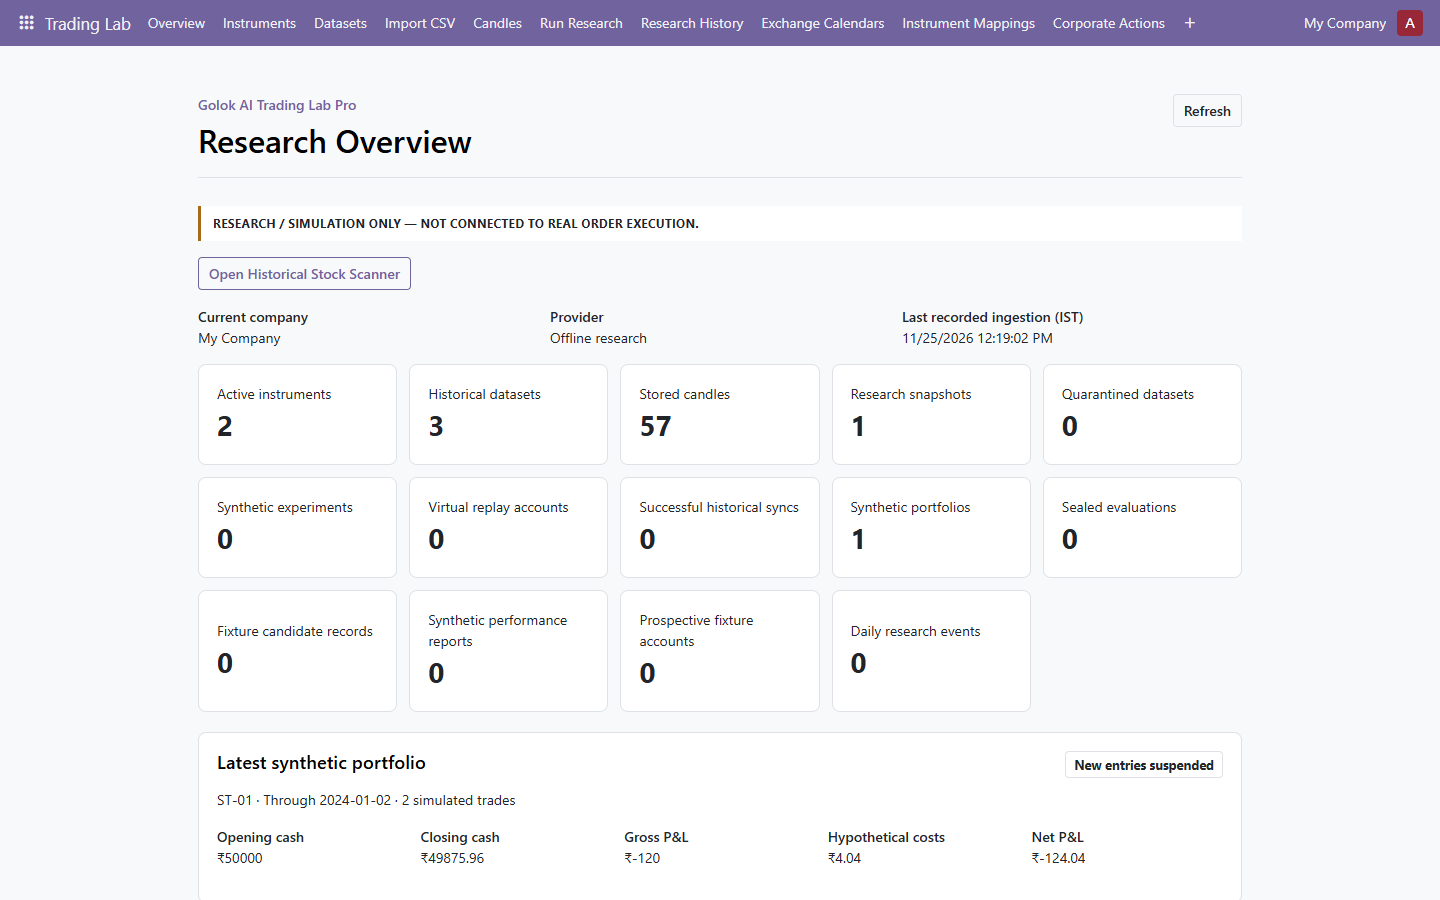 Trading Lab Overview Instruments Datasets Import CSV Candles Run Research Research History Exchange Calendars Instrument Mappings Corporate Actions + My Company A
Golok AI Trading Lab Pro
Refresh
Research Overview
RESEARCH / SIMULATION ONLY — NOT CONNECTED TO REAL ORDER EXECUTION.
Open Historical Stock Scanner
Current company Provider Last recorded ingestion (IST)
My Company Offline research 11/25/2026 12:19:02 PM
Active instruments Historical datasets Stored candles Research snapshots Quarantined datasets
2 3 57 1 0
Synthetic experiments Virtual replay accounts Successful historical syncs Synthetic portfolios Sealed evaluations
0 0 0 1 0
Fixture candidate records
0
Synthetic performance
reports
0
Prospective fixture
accounts
0
Daily research events
0
Latest synthetic portfolio New entries suspended
ST-01 · Through 2024-01-02 · 2 simulated trades
Opening cash Closing cash Gross P&L Hypothetical costs Net P&L
₹50000 ₹49875.96 ₹-120 ₹4.04 ₹-124.04